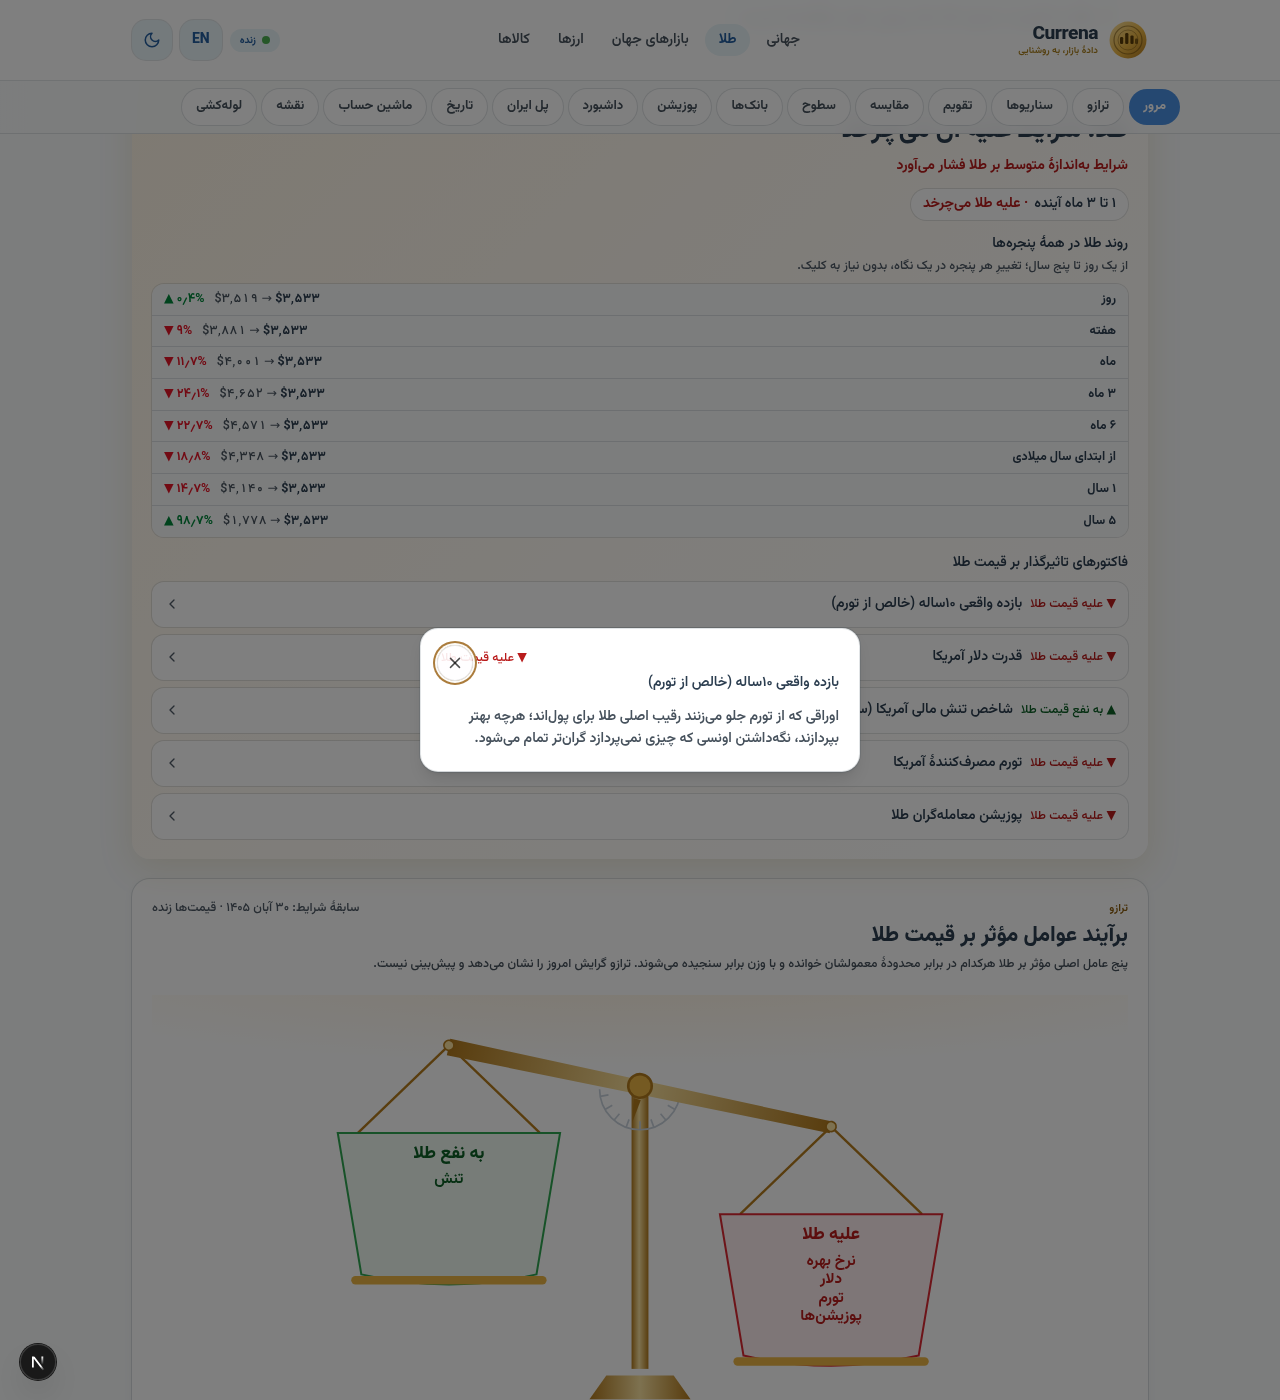 Currena
دادهٔ بازار، به روشنایی
جهانی
طلا
بازارهای جهان
ارزها
کالاها
زنده
EN
مرور
ترازو
سناریوها
تقویم
مقایسه
سطوح
بانک‌ها
پوزیشن
داشبورد
پل ایران
تاریخ
ماشین حساب
نقشه
لوله‌کشی
شرایط به‌اندازهٔ متوسط بر طلا فشار می‌آورد
۱ تا ۳ ماه آینده · علیه طلا می‌چرخد
روند طلا در همهٔ پنجره‌ها
از یک روز تا پنج سال؛ تغییرِ هر پنجره در یک نگاه، بدون نیاز به کلیک.
روز $۳,۵۱۹ → $۳,۵۳۳ ▲ ۰٫۴%
هفته $۳,۸۸۱ → $۳,۵۳۳ ▼ ۹%
ماه $۴,۰۰۱ → $۳,۵۳۳ ▼ ۱۱٫۷%
۳ ماه $۴,۶۵۲ → $۳,۵۳۳ ▼ ۲۴٫۱%
۶ ماه $۴,۵۷۱ → $۳,۵۳۳ ▼ ۲۲٫۷%
از ابتدای سال میلادی $۴,۳۴۸ → $۳,۵۳۳ ▼ ۱۸٫۸%
۱ سال $۴,۱۴۰ → $۳,۵۳۳ ▼ ۱۴٫۷%
۵ سال $۱,۷۷۸ → $۳,۵۳۳ ▲ ۹۸٫۷%
فاکتورهای تاثیرگذار بر قیمت طلا
▼ علیه قیمت طلا بازده واقعی ۱۰ساله (خالص از تورم)
▼ علیه قیمت طلا قدرت دلار آمریکا
▲ به نفع قیمت طلا شاخص تنش مالی آمریکا
▼ علیه قیمت طلا تورم مصرف‌کنندهٔ آمریکا
▼ علیه قیمت طلا پوزیشن معامله‌گران طلا
▼ علیه
بازده واقعی ۱۰ساله (خالص از تورم)
اوراقی که از تورم جلو می‌زنند رقیب اصلی طلا برای پول‌اند؛ هرچه بهتر
بپردازند، نگه‌داشتن اونسی که چیزی نمی‌پردازد گران‌تر تمام می‌شود.
ترازو
سابقهٔ شرایط: ۳۰ آبان ۱۴۰۵ · قیمت‌ها زنده
برآیند عوامل مؤثر بر قیمت طلا
پنج عامل اصلی مؤثر بر طلا هرکدام در برابر محدودهٔ معمولشان خوانده و با وزن برابر سنجیده می‌شوند. ترازو گرایش امروز را نشان می‌دهد و پیش‌بینی نیست.
به نفع طلا
تنش
علیه طلا
نرخ بهره
دلار
تورم
پوزیشن‌ها
N